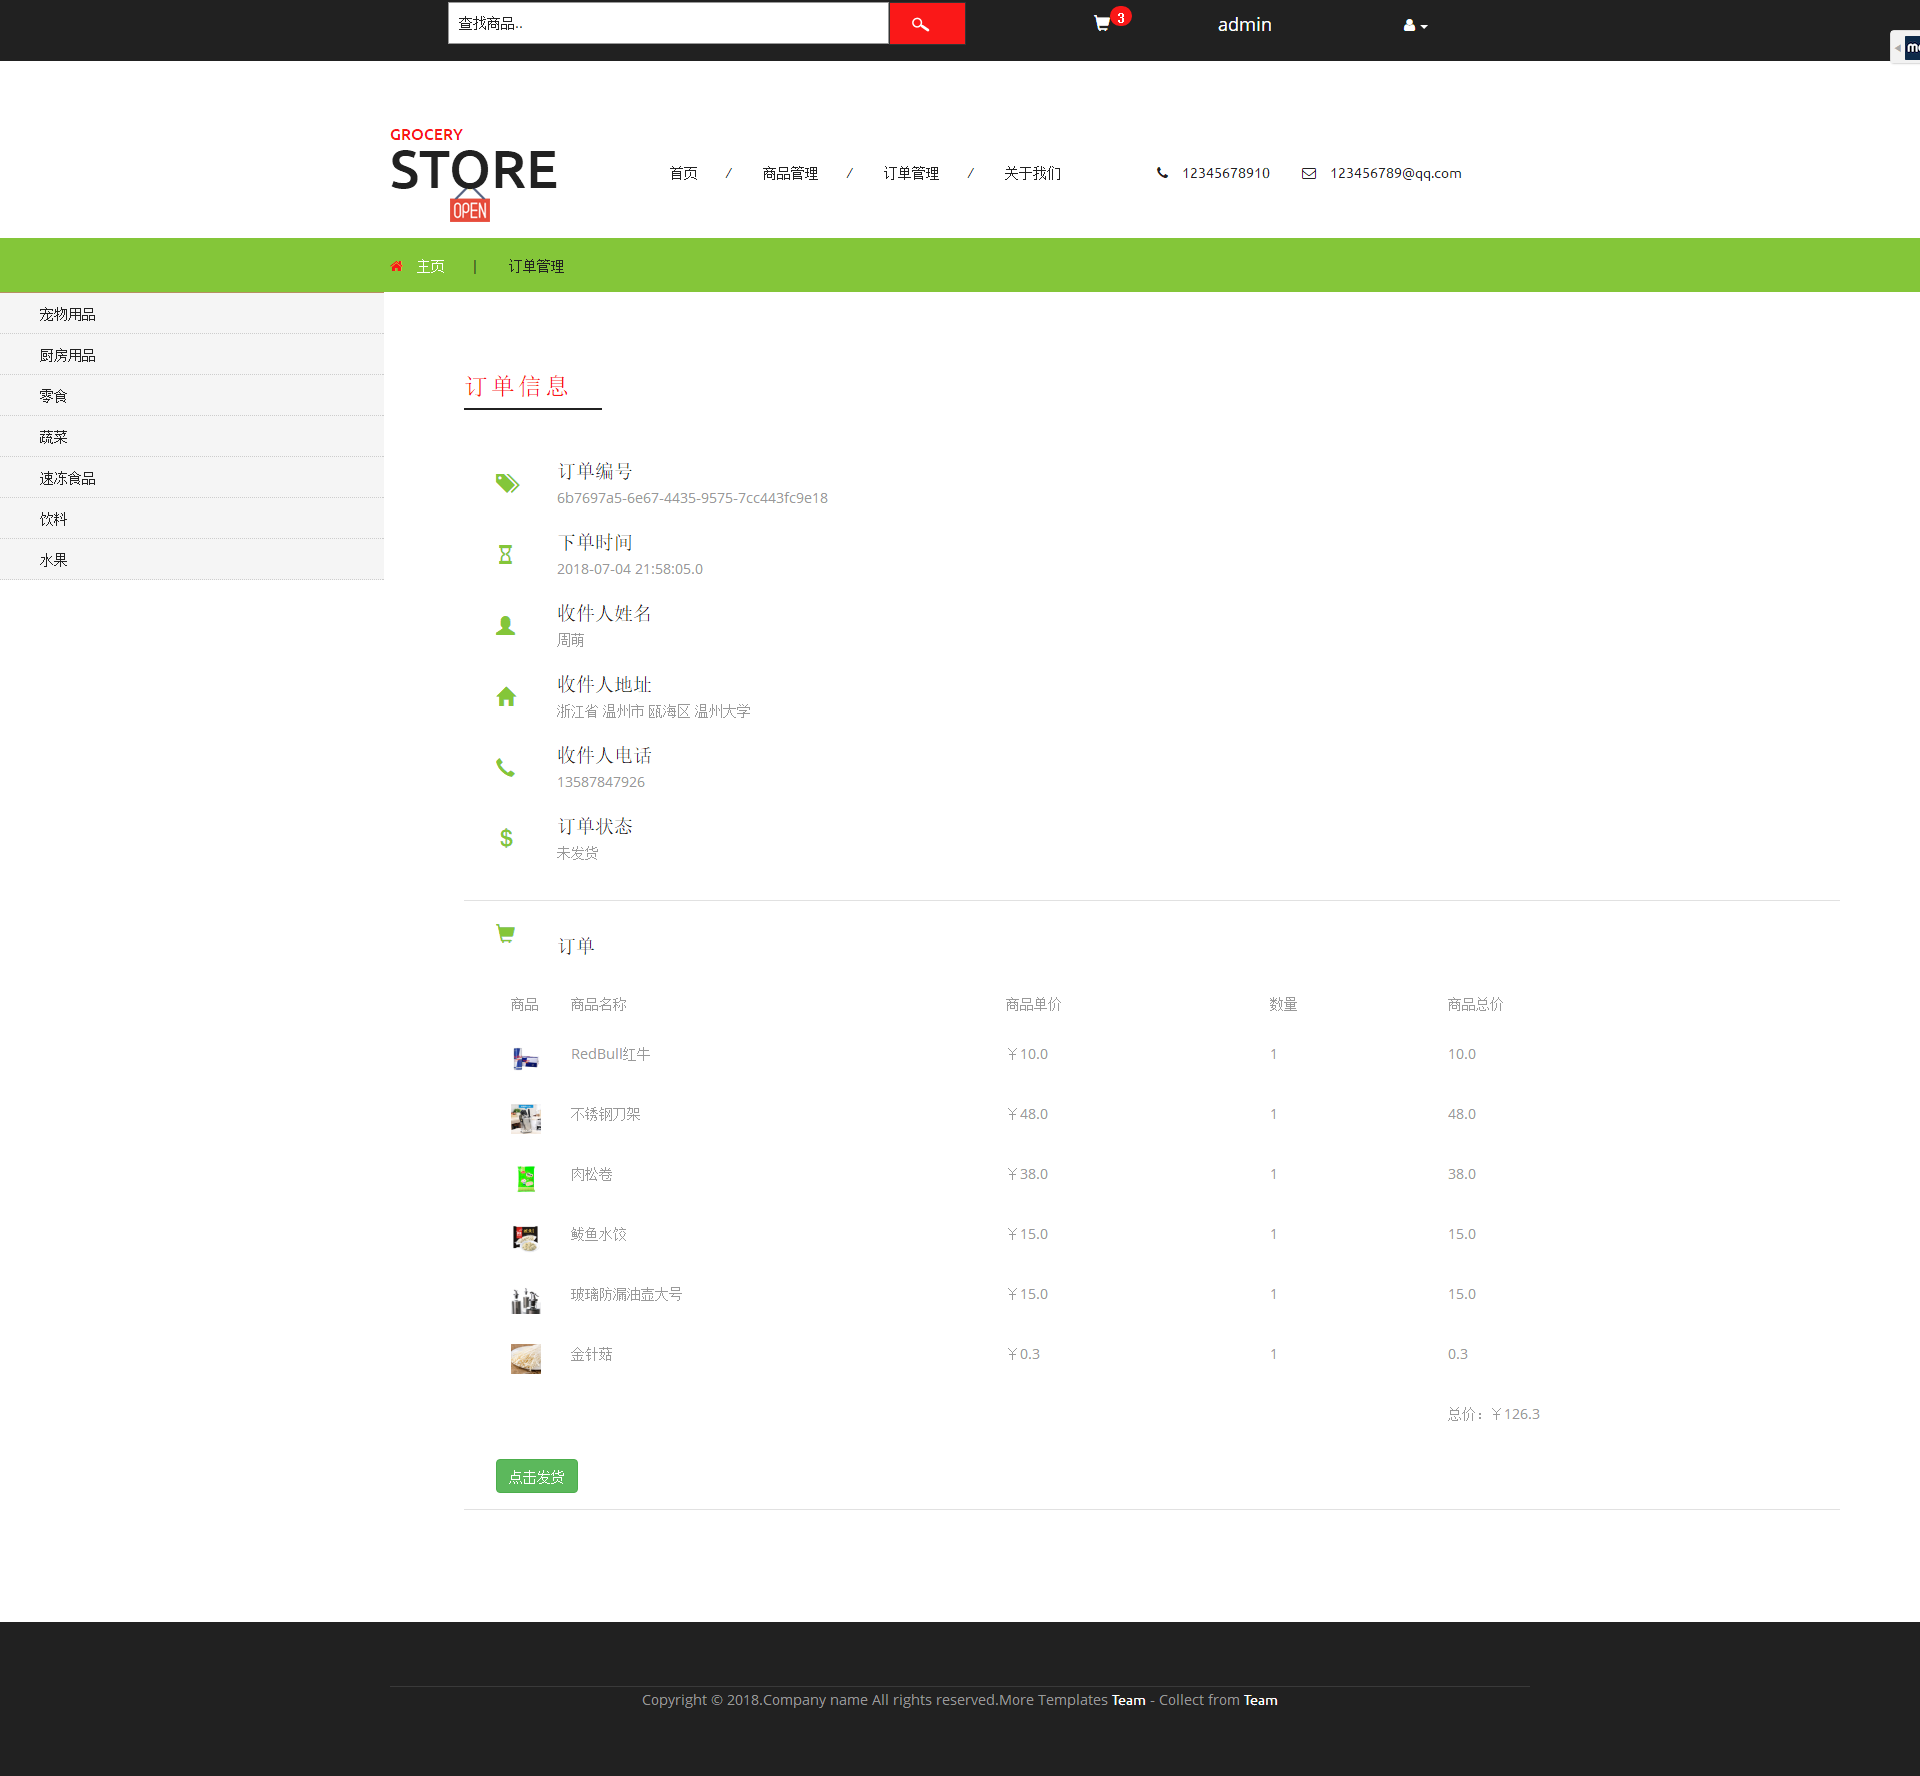 查找商品..
3
admin
GROCERY
STORE
OPEN
首页 / 商品管理 / 订单管理 / 关于我们
12345678910
123456789@qq.com
主页 | 订单管理
宠物用品
厨房用品
零食
蔬菜
速冻食品
饮料
水果
订单信息
订单编号
6b7697a5-6e67-4435-9575-7cc443fc9e18
下单时间
2018-07-04 21:58:05.0
收件人姓名
周萌
收件人地址
浙江省 温州市 瓯海区 温州大学
收件人电话
13587847926
订单状态
未发货
订单
商品 商品名称 商品单价 数量 商品总价
RedBull红牛 ￥10.0 1 10.0
不锈钢刀架 ￥48.0 1 48.0
肉松卷 ￥38.0 1 38.0
鲅鱼水饺 ￥15.0 1 15.0
玻璃防漏油壶大号 ￥15.0 1 15.0
金针菇 ￥0.3 1 0.3
总价：￥126.3
点击发货
Copyright © 2018.Company name All rights reserved.More Templates Team - Collect from Team